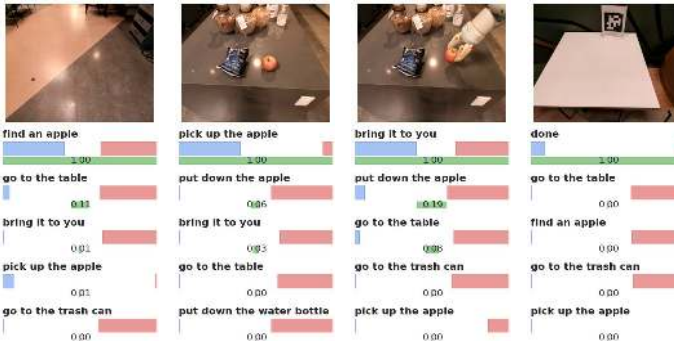 find an apple
1.00
go to the table
0.11
bring it to you
0.01
pick up the apple
0.01
go to the trash can
0.00
pick up the apple
1.00
put down the apple
0.06
bring it to you
0.03
go to the table
0.00
put down the water bottle
0.00
bring it to you
1.00
put down the apple
0.19
go to the table
0.08
go to the trash can
0.00
pick up the apple
0.00
done
1.00
go to the table
0.00
find an apple
0.00
go to the trash can
0.00
pick up the apple
0.00